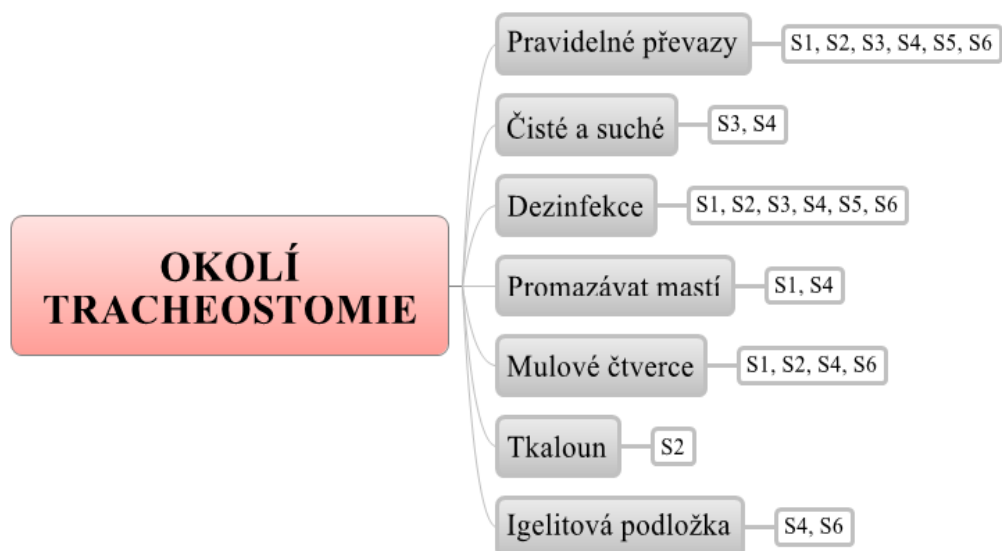 OKOLÍ
TRACHEOSTOMIE
Pravidelné převazy
S1, S2, S3, S4, S5, S6
Čisté a suché
S3, S4
Dezinfekce
S1, S2, S3, S4, S5, S6
Promazávat mastí
S1, S4
Mulové čtverce
S1, S2, S4, S6
Tkaloun
S2
Igelitová podložka
S4, S6